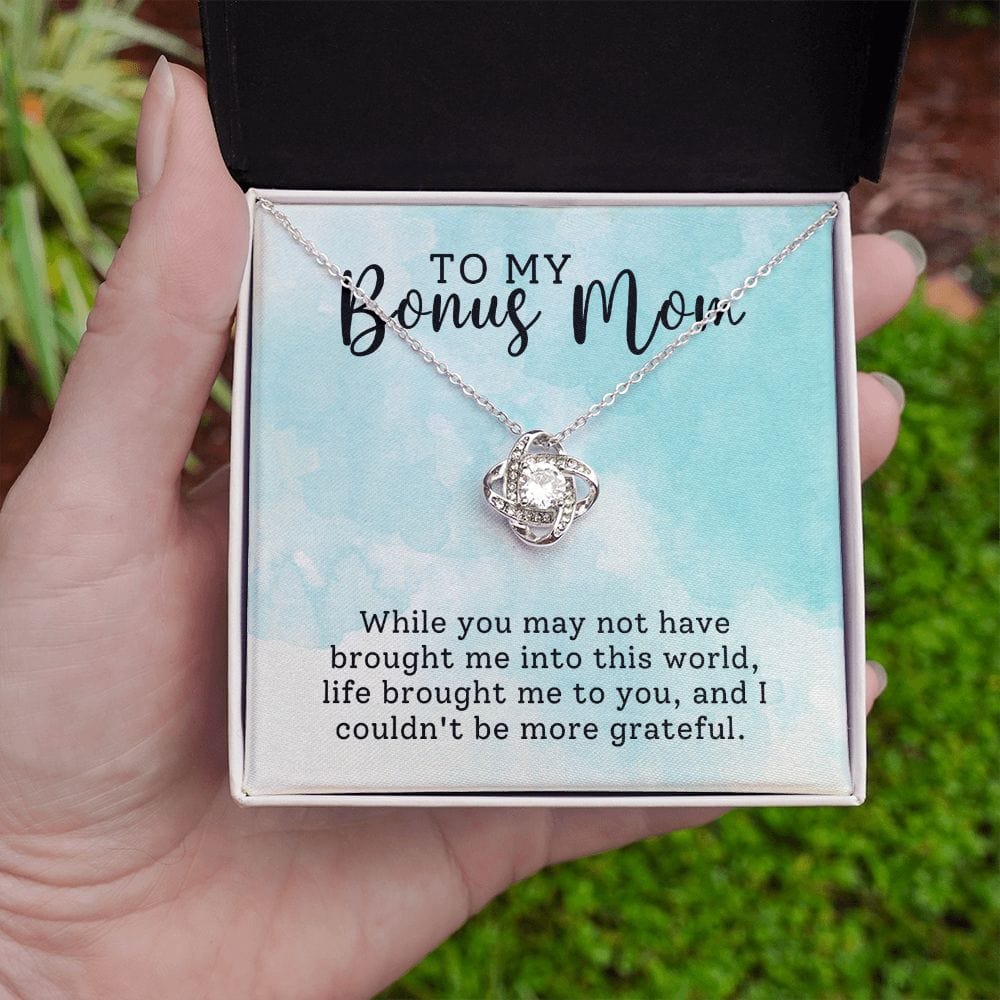 TO MY
Bonus Mom
While you may not have
brought me into this world,
life brought me to you, and I
couldn't be more grateful.